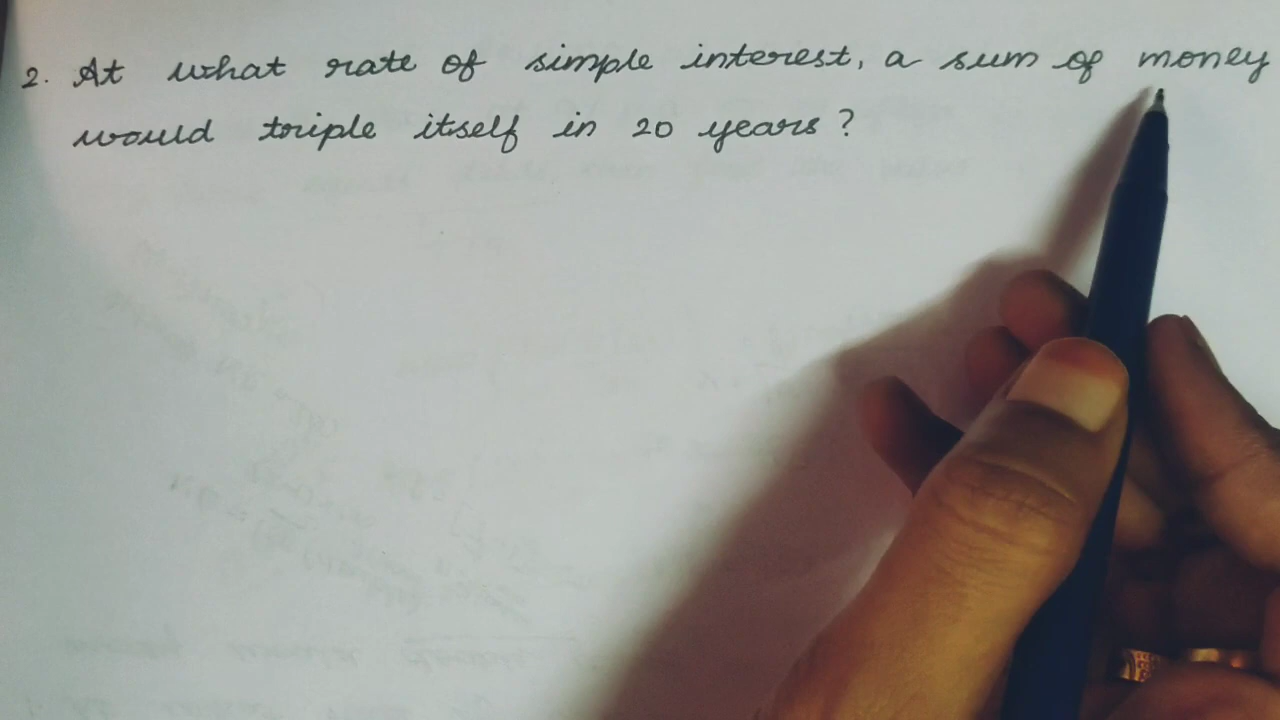 2. At what rate of simple interest, a sum of money
would triple itself in 20 years ?